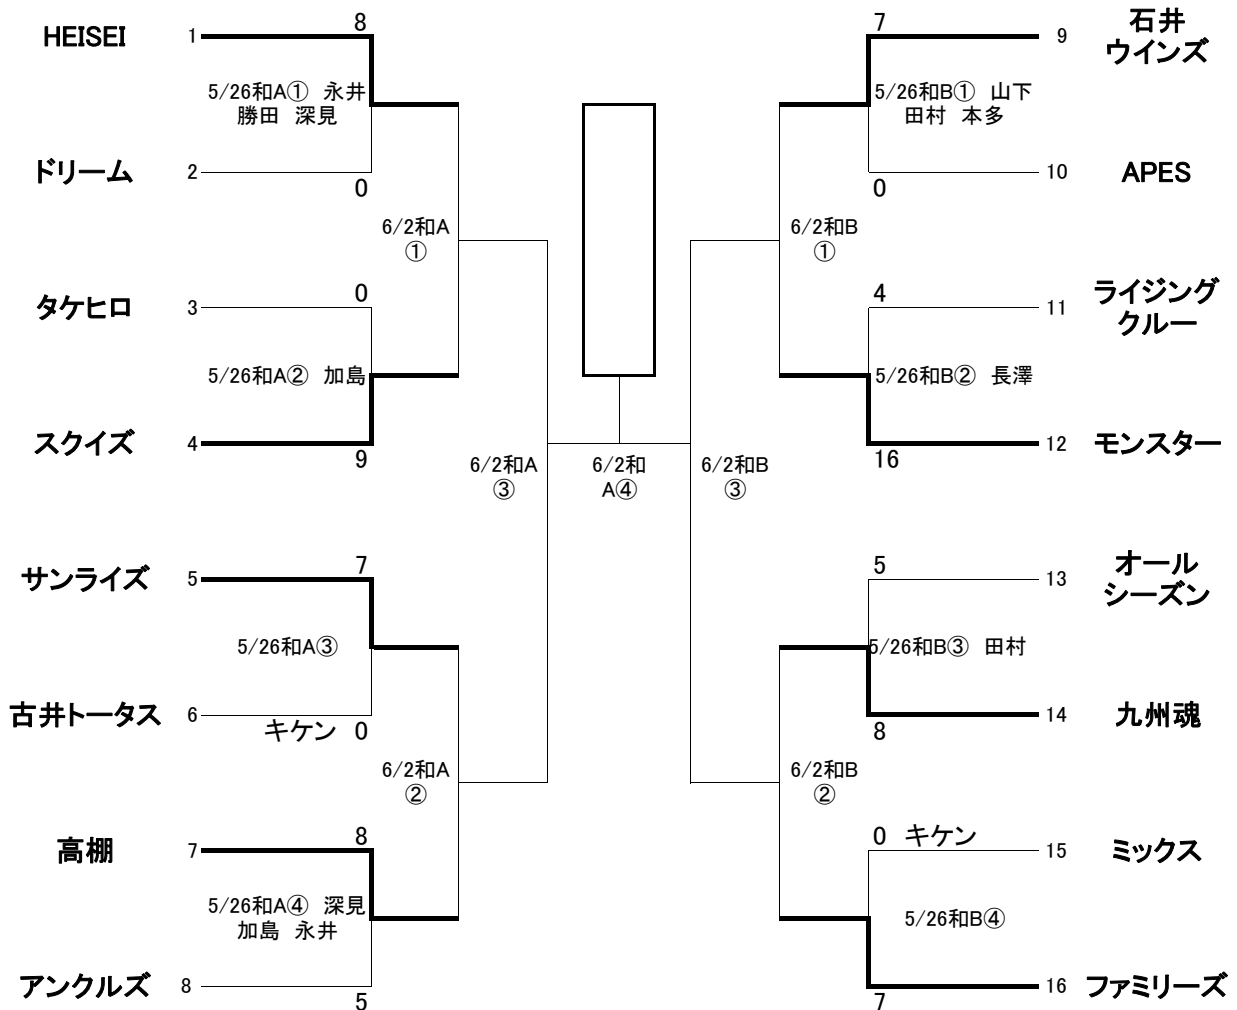 HEISEI 1 8
5/26和A① 永井
勝田 深見
ドリーム 2 0
6/2和A
①
タケヒロ 3 0
5/26和A② 加島
スクイズ 4 9
6/2和A
③
サンライズ 5 7
5/26和A③
古井トータス 6 キケン 0
6/2和A
②
高棚 7 8
5/26和A④ 深見
加島 永井
アンクルズ 8 5
6/2和
A④
7 9 石井
ウインズ
5/26和B① 山下
田村 本多
0 10 APES
6/2和B
①
4 11 ライジング
クルー
5/26和B② 長澤
16 12 モンスター
6/2和B
③
5 13 オール
シーズン
5/26和B③ 田村
8 14 九州魂
6/2和B
②
0 キケン 15 ミックス
5/26和B④
7 16 ファミリーズ